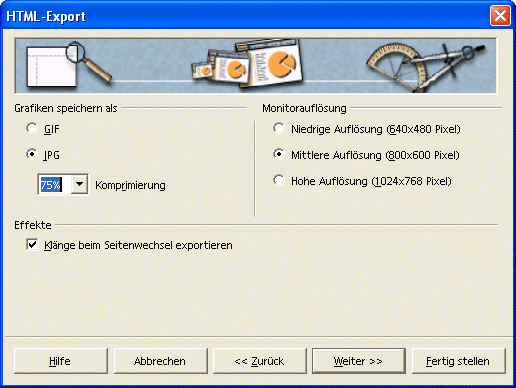 HTML-Export
Grafiken speichern als
GIF
JPG
75% Komprimierung
Monitorauflösung
Niedrige Auflösung (640x480 Pixel)
Mittlere Auflösung (800x600 Pixel)
Hohe Auflösung (1024x768 Pixel)
Effekte
Klänge beim Seitenwechsel exportieren
Hilfe
Abbrechen
<< Zurück
Weiter >>
Fertig stellen